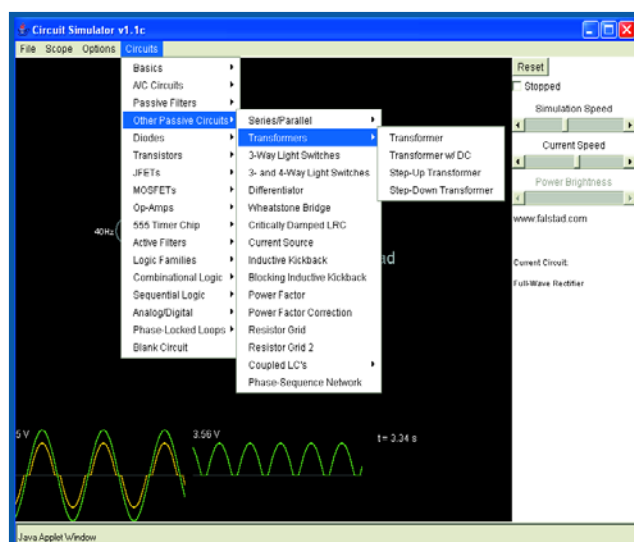 Circuit Simulator v1.1c
File Scope Options Circuits
Basics
A/C Circuits
Passive Filters
Other Passive Circuits
Diodes
Transistors
JFETs
MOSFETs
Op-Amps
555 Timer Chip
Active Filters
Logic Families
Combinational Logic
Sequential Logic
Analog/Digital
Phase-Locked Loops
Blank Circuit
Series/Parallel
Transformers
3-Way Light Switches
3- and 4-Way Light Switches
Differentiator
Wheatstone Bridge
Critically Damped LRC
Current Source
Inductive Kickback
Blocking Inductive Kickback
Power Factor
Power Factor Correction
Resistor Grid
Resistor Grid 2
Coupled LC's
Phase-Sequence Network
Transformer
Transformer w/ DC
Step-Up Transformer
Step-Down Transformer
Reset
Stopped
Simulation Speed
Current Speed
Power Brightness
www.falstad.com
Current Circuit:
Full-Wave Rectifier
40Hz
ad
5 V
3.56 V
t = 3.34 s
Java Applet Window